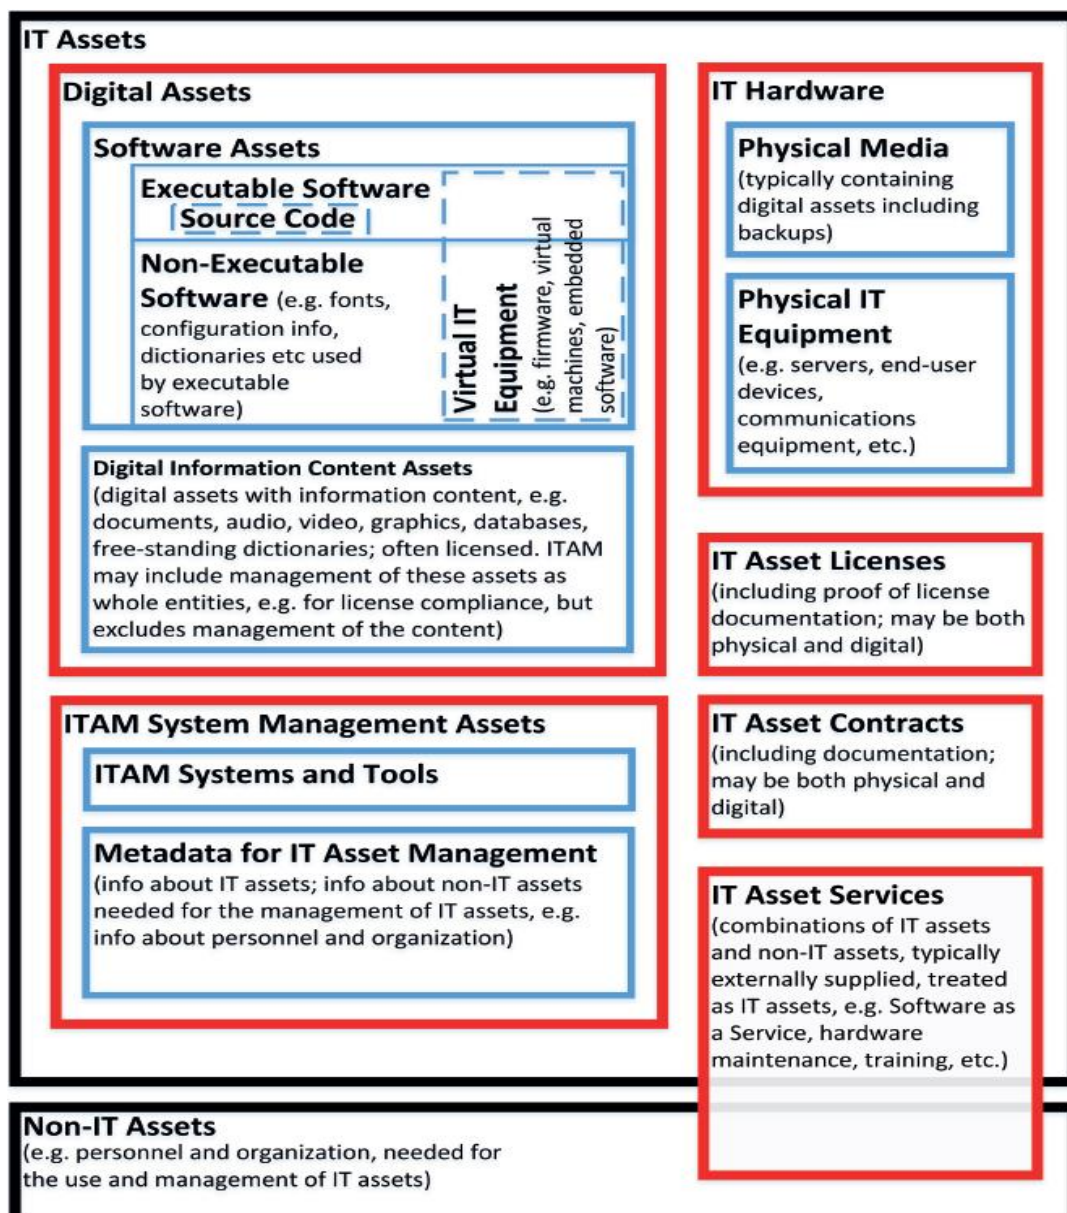 IT Assets
Digital Assets
Software Assets
Executable Software
Source Code
Non-Executable
Software (e.g. fonts,
configuration info,
dictionaries etc used
by executable
software)
Virtual IT
Equipment
(e.g. firmware, virtual
machines, embedded
software)
Digital Information Content Assets
(digital assets with information content, e.g.
documents, audio, video, graphics, databases,
free-standing dictionaries; often licensed. ITAM
may include management of these assets as
whole entities, e.g. for license compliance, but
excludes management of the content)
ITAM System Management Assets
ITAM Systems and Tools
Metadata for IT Asset Management
(info about IT assets; info about non-IT assets
needed for the management of IT assets, e.g.
info about personnel and organization)
IT Hardware
Physical Media
(typically containing
digital assets including
backups)
Physical IT
Equipment
(e.g. servers, end-user
devices,
communications
equipment, etc.)
IT Asset Licenses
(including proof of license
documentation; may be both
physical and digital)
IT Asset Contracts
(including documentation;
may be both physical and
digital)
IT Asset Services
(combinations of IT assets
and non-IT assets, typically
externally supplied, treated
as IT assets, e.g. Software as
a Service, hardware
maintenance, training, etc.)
Non-IT Assets
(e.g. personnel and organization, needed for
the use and management of IT assets)